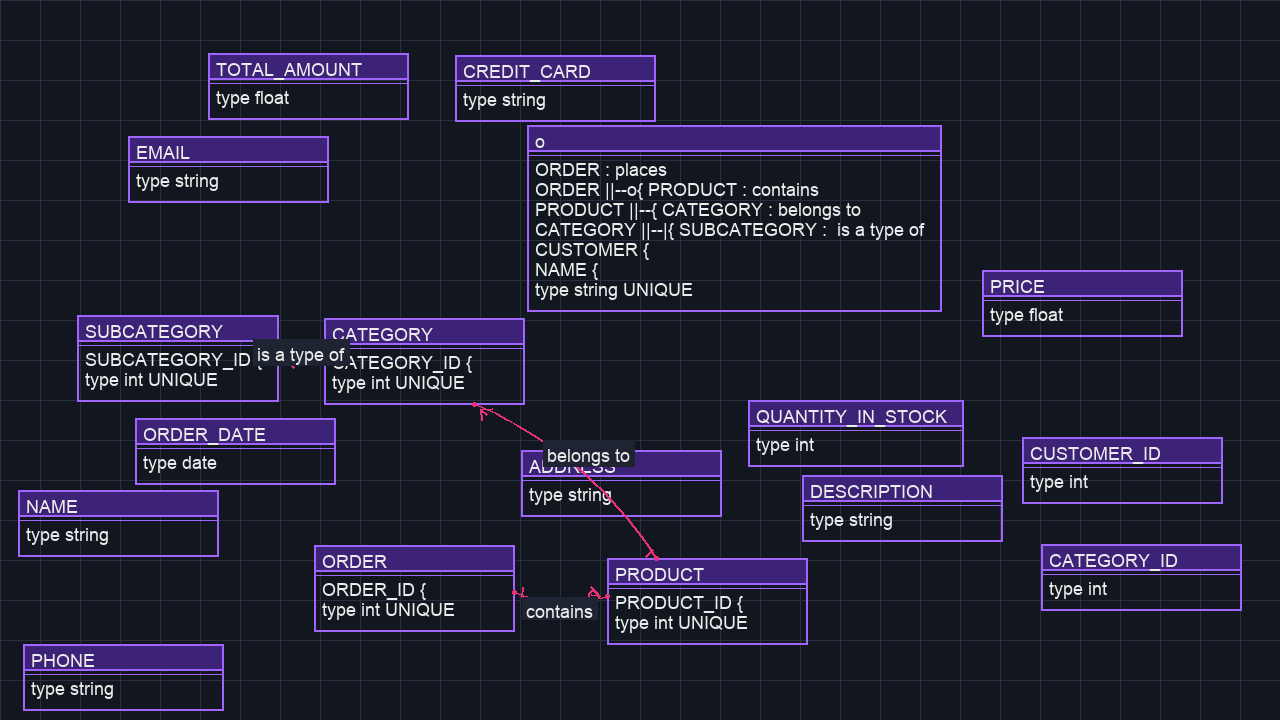 TOTAL_AMOUNT
type float
CREDIT_CARD
type string
EMAIL
type string
o
ORDER : places
ORDER ||--o{ PRODUCT : contains
PRODUCT ||--{ CATEGORY : belongs to
CATEGORY ||--|{ SUBCATEGORY :  is a type of
CUSTOMER {
NAME {
type string UNIQUE
PRICE
type float
SUBCATEGORY
SUBCATEGORY_ID {
type int UNIQUE
is a type of
CATEGORY
CATEGORY_ID {
type int UNIQUE
ORDER_DATE
type date
belongs to
ADDRESS
type string
QUANTITY_IN_STOCK
type int
CUSTOMER_ID
type int
DESCRIPTION
type string
NAME
type string
ORDER
ORDER_ID {
type int UNIQUE
contains
PRODUCT
PRODUCT_ID {
type int UNIQUE
CATEGORY_ID
type int
PHONE
type string